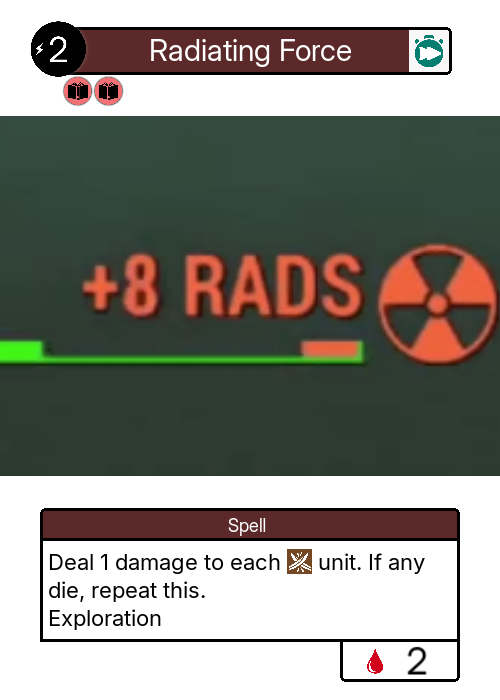 2 Radiating Force
+8 RADS
Spell
Deal 1 damage to each unit. If any
die, repeat this.
Exploration
2